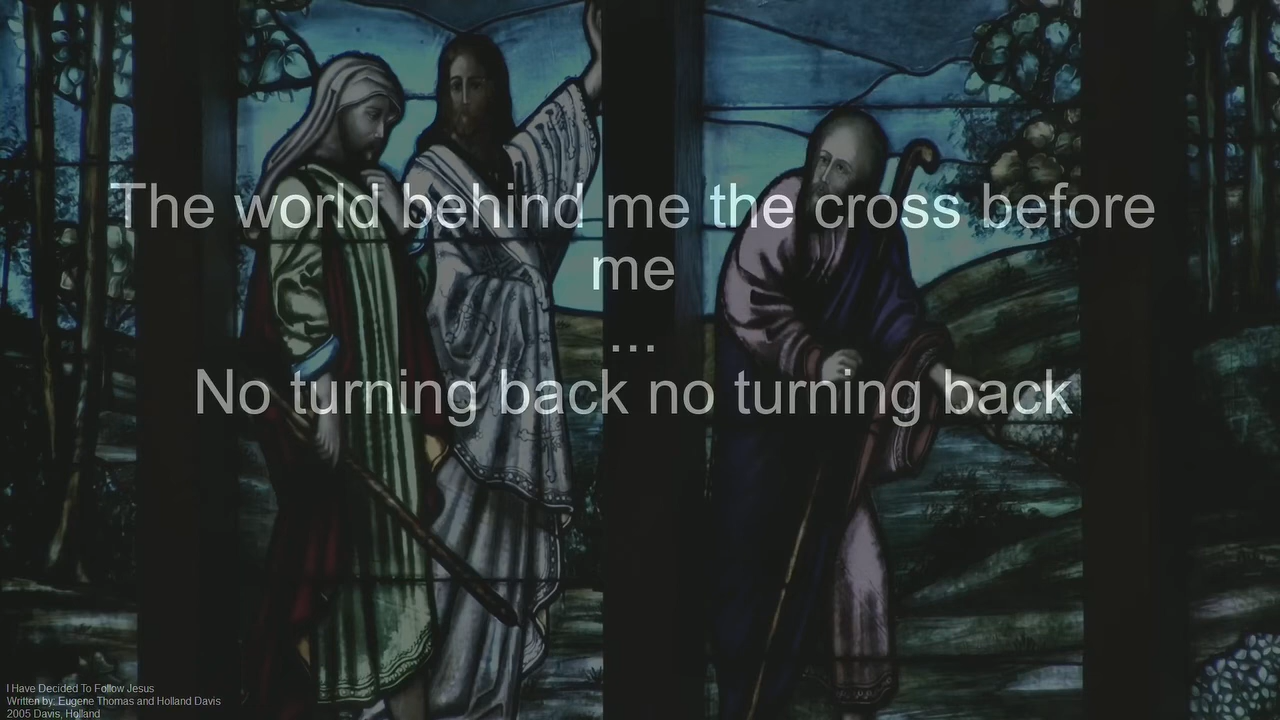 The world behind me the cross before
me
...
No turning back no turning back
I Have Decided To Follow Jesus
Written by: Eugene Thomas and Holland Davis
2005 Davis, Holland